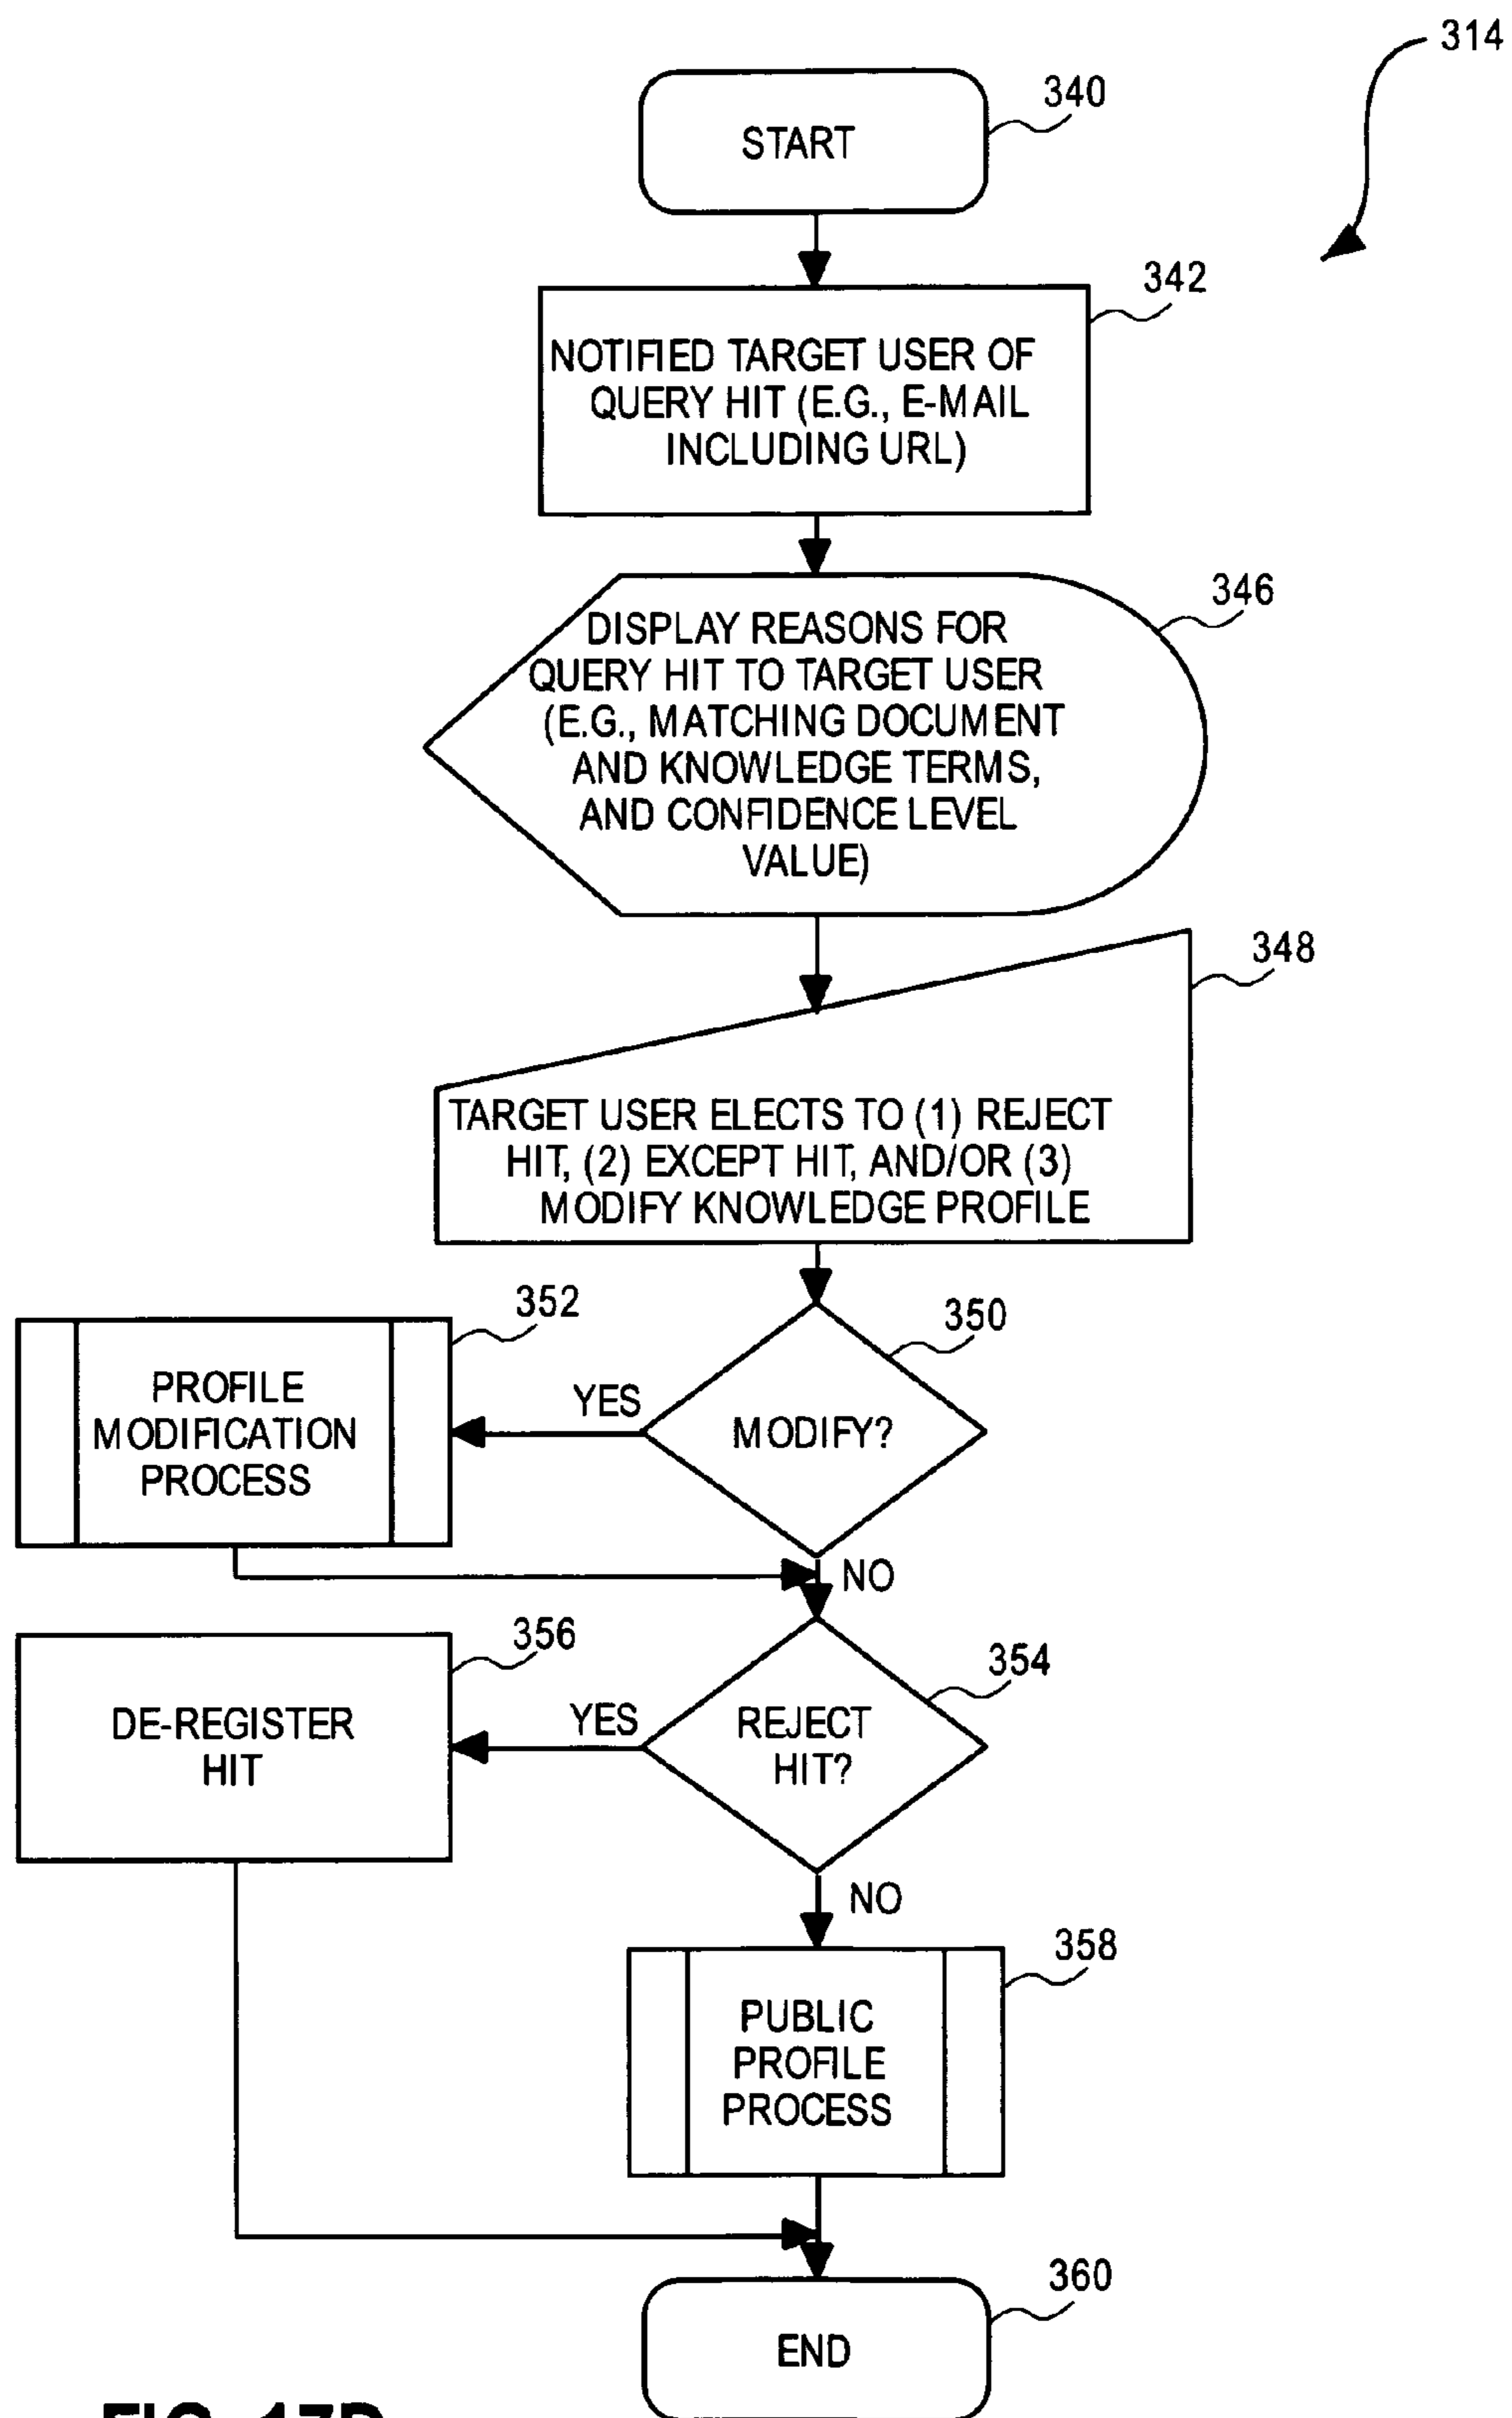 314
340
START
342
NOTIFIED TARGET USER OF
QUERY HIT (E.G., E-MAIL
INCLUDING URL)
346
DISPLAY REASONS FOR
QUERY HIT TO TARGET USER
(E.G., MATCHING DOCUMENT
AND KNOWLEDGE TERMS,
AND CONFIDENCE LEVEL
VALUE)
348
TARGET USER ELECTS TO (1) REJECT
HIT, (2) EXCEPT HIT, AND/OR (3)
MODIFY KNOWLEDGE PROFILE
352
PROFILE
MODIFICATION
PROCESS
YES
350
MODIFY?
NO
356
DE-REGISTER
HIT
YES
354
REJECT
HIT?
NO
358
PUBLIC
PROFILE
PROCESS
360
END